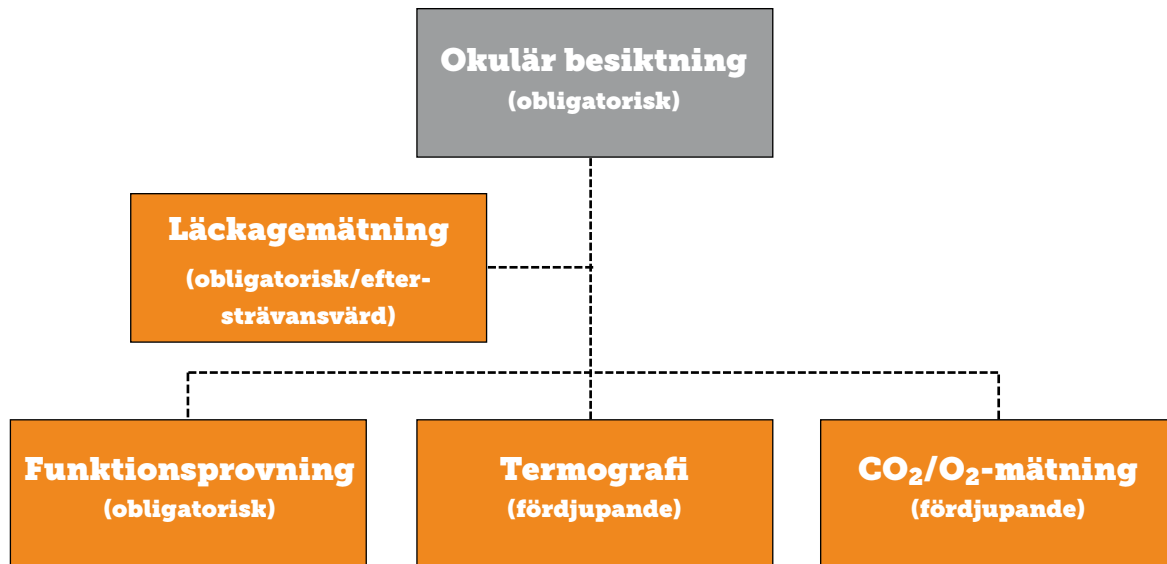 Okulär besiktning
(obligatorisk)
Läckagemätning
(obligatorisk/efter-
strävansvärd)
Funktionsprovning
(obligatorisk)
Termografi
(fördjupande)
CO₂/O₂-mätning
(fördjupande)